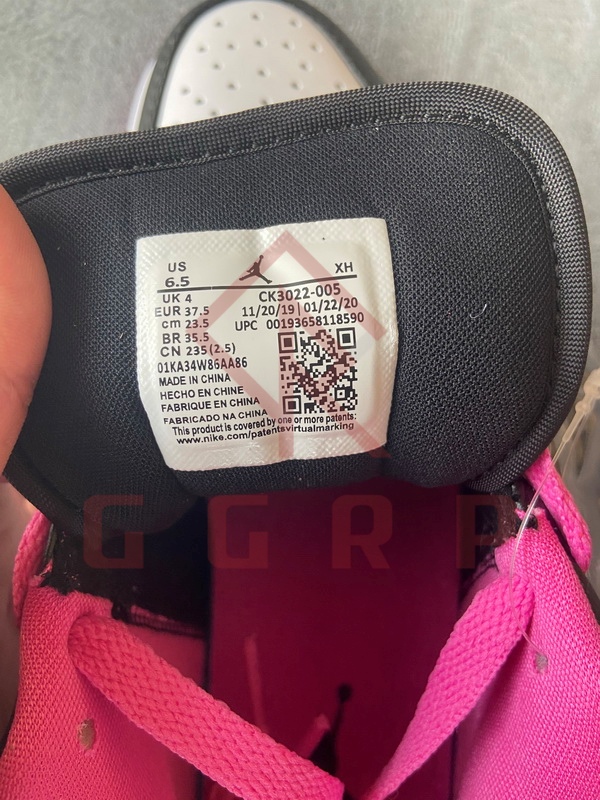 US XH
6.5
UK 4 CK3022-005
EUR 37.5 11/20/19 | 01/22/20
cm 23.5 UPC 00193658118590
BR 35.5
CN 235(2.5)
01KA34W86AA86
MADE IN CHINA
HECHO EN CHINE
FABRIQUE EN CHINA
FABRICADO NA CHINA
This product is covered by one or more patents:
www.nike.com/patentsvirtualmarking
GGRP